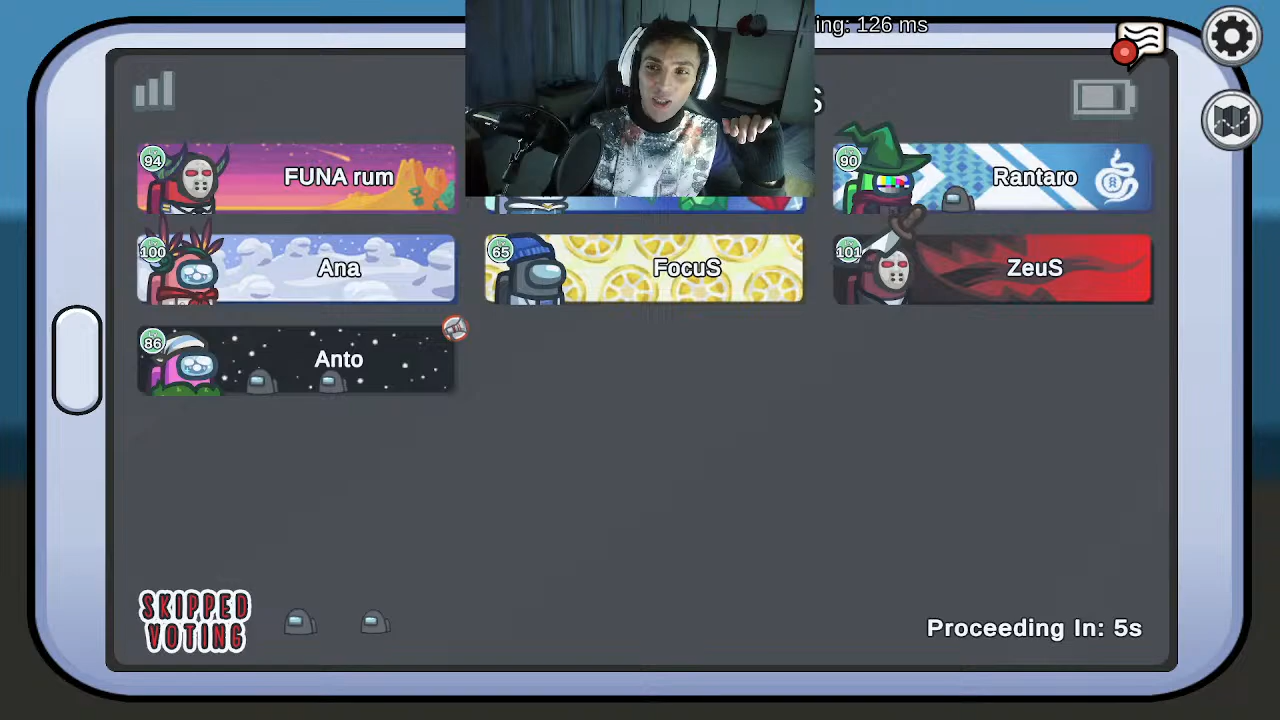 ing: 126 ms
S
94
FUNA rum
90
Rantaro
100
Ana
65
FocuS
101
ZeuS
LV
86
Anto
SKIPPED
VOTING
Proceeding In: 5s